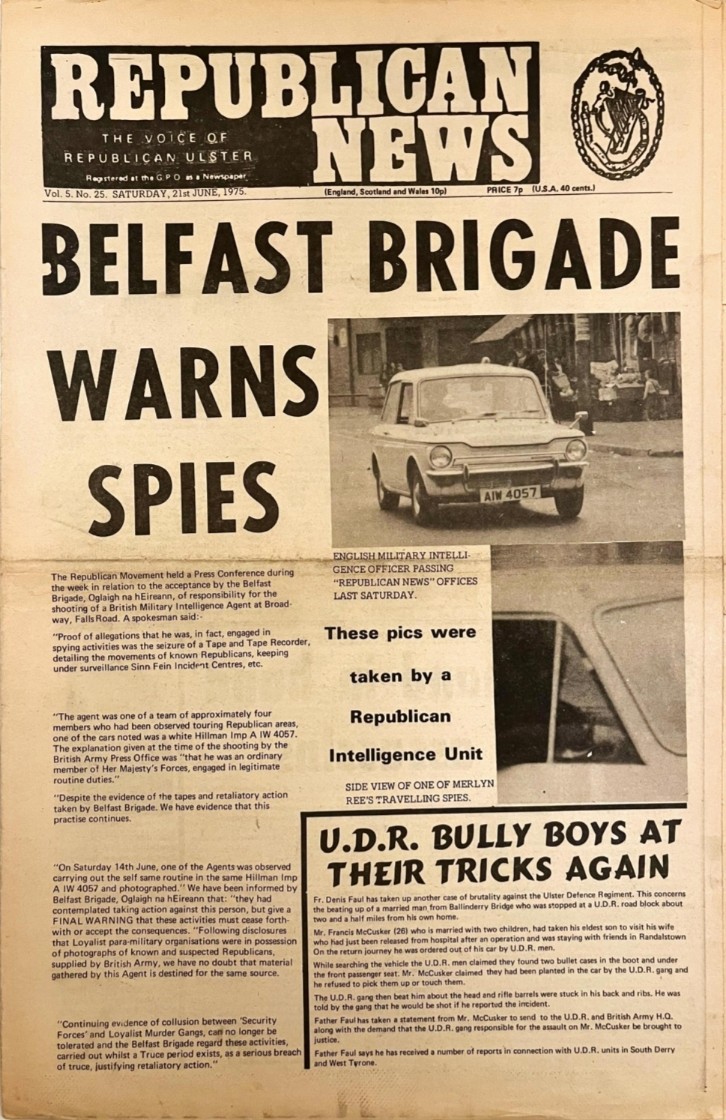 REPUBLICAN
NEWS
THE VOICE OF
REPUBLICAN ULSTER
Registered at the G.P.O. as a Newspaper
Vol. 5. No. 25. SATURDAY, 21st JUNE, 1975.
(England, Scotland and Wales 10p)
PRICE 7p
(U.S.A. 40 cents.)
BELFAST BRIGADE
WARNS
SPIES
AIW 4057
The Republican Movement held a Press Conference during
the week in relation to the acceptance by the Belfast
Brigade, Oglaigh na hEireann, of responsibility for the
shooting of a British Military Intelligence Agent at Broad-
way, Falls Road. A spokesman said:-
"Proof of allegations that he was, in fact, engaged in
spying activities was the seizure of a Tape and Tape Recorder,
detailing the movements of known Republicans, keeping
under surveillance Sinn Fein Incident Centres, etc.
"The agent was one of a team of approximately four
members who had been observed touring Republican areas,
one of the cars noted was a white Hillman Imp A IW 4057.
The explanation given at the time of the shooting by the
British Army Press Office was "that he was an ordinary
member of Her Majesty's Forces, engaged in legitimate
routine duties."
"Despite the evidence of the tapes and retaliatory action
taken by Belfast Brigade. We have evidence that this
practise continues.
"On Saturday 14th June, one of the Agents was observed
carrying out the self same routine in the same Hillman Imp
A IW 4057 and photographed." We have been informed by
Belfast Brigade, Oglaigh na hEireann that: "they had
contemplated taking action against this person, but give a
FINAL WARNING that these activities must cease forth-
with or accept the consequences. "Following disclosures
that Loyalist para-military organisations were in possession
of photographs of known and suspected Republicans,
supplied by British Army, we have no doubt that material
gathered by this Agent is destined for the same source.
"Continuing evidence of collusion between 'Security
Forces' and Loyalist Murder Gangs, can no longer be
tolerated and the Belfast Brigade regard these activities,
carried out whilst a Truce period exists, as a serious breach
of truce, justifying retaliatory action."
ENGLISH MILITARY INTELLI-
GENCE OFFICER PASSING
"REPUBLICAN NEWS" OFFICES
LAST SATURDAY.
These pics were
taken by a
Republican
Intelligence Unit
SIDE VIEW OF ONE OF MERLYN
REE'S TRAVELLING SPIES.
U.D.R. BULLY BOYS AT
THEIR TRICKS AGAIN
Fr. Denis Faul has taken up another case of brutality against the Ulster Defence Regiment. This concerns
the beating up of a married man from Ballinderry Bridge who was stopped at a U.D.R. road block about
two and a half miles from his own home.
Mr. Francis McCusker (26) who is married with two children, had taken his eldest son to visit his wife
who had just been released from hospital after an operation and was staying with friends in Randalstown
On the return journey he was ordered out of his car by U.D.R. men.
While searching the vehicle the U.D.R. men claimed they found two bullet cases in the boot and under
the front passenger seat. Mr. McCusker claimed they had been planted in the car by the U.D.R. gang and
he refused to pick them up or touch them.
The U.D.R. gang then beat him about the head and rifle barrels were stuck in his back and ribs. He was
told by the gang that he would be shot if he reported the incident.
Father Faul has taken a statement from Mr. McCusker to send to the U.D.R. and British Army H.Q.
along with the demand that the U.D.R. gang responsible for the assault on Mr. McCusker be brought to
justice.
Father Faul says he has received a number of reports in connection with U.D.R. units in South Derry
and West Tyrone.